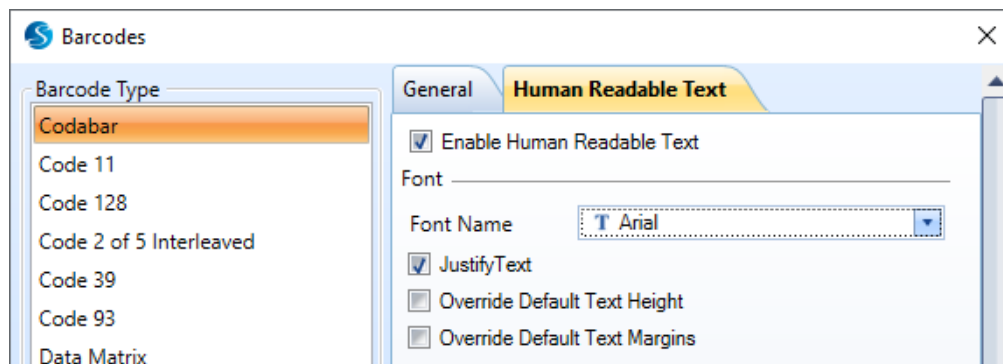 Barcodes
Barcode Type
Codabar
Code 11
Code 128
Code 2 of 5 Interleaved
Code 39
Code 93
Data Matrix
General
Human Readable Text
Enable Human Readable Text
Font
Font Name
T Arial
JustifyText
Override Default Text Height
Override Default Text Margins